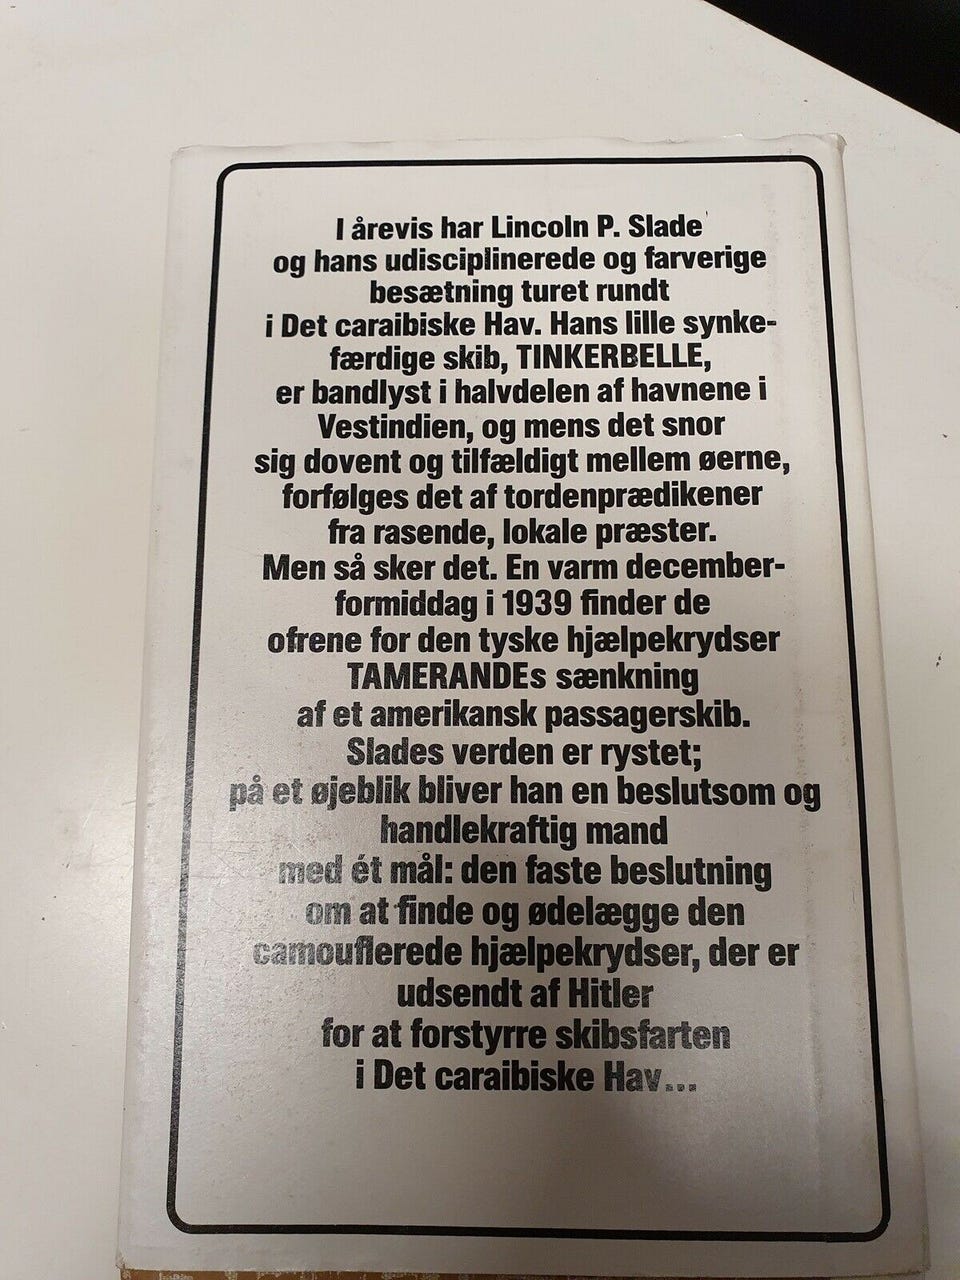 I årevis har Lincoln P. Slade
og hans udisciplinerede og farverige
besætning turet rundt
i Det caraibiske Hav. Hans lille synke-
færdige skib, TINKERBELLE,
er bandlyst i halvdelen af havnene i
Vestindien, og mens det snor
sig dovent og tilfældigt mellem øerne,
forfølges det af tordenprædikener
fra rasende, lokale præster.
Men så sker det. En varm december-
formiddag i 1939 finder de
ofrene for den tyske hjælpekrydser
TAMERANDEs sænkning
af et amerikansk passagerskib.
Slades verden er rystet;
på et øjeblik bliver han en beslutsom og
handlekraftig mand
med ét mål: den faste beslutning
om at finde og ødelægge den
camouflerede hjælpekrydser, der er
udsendt af Hitler
for at forstyrre skibsfarten
i Det caraibiske Hav...